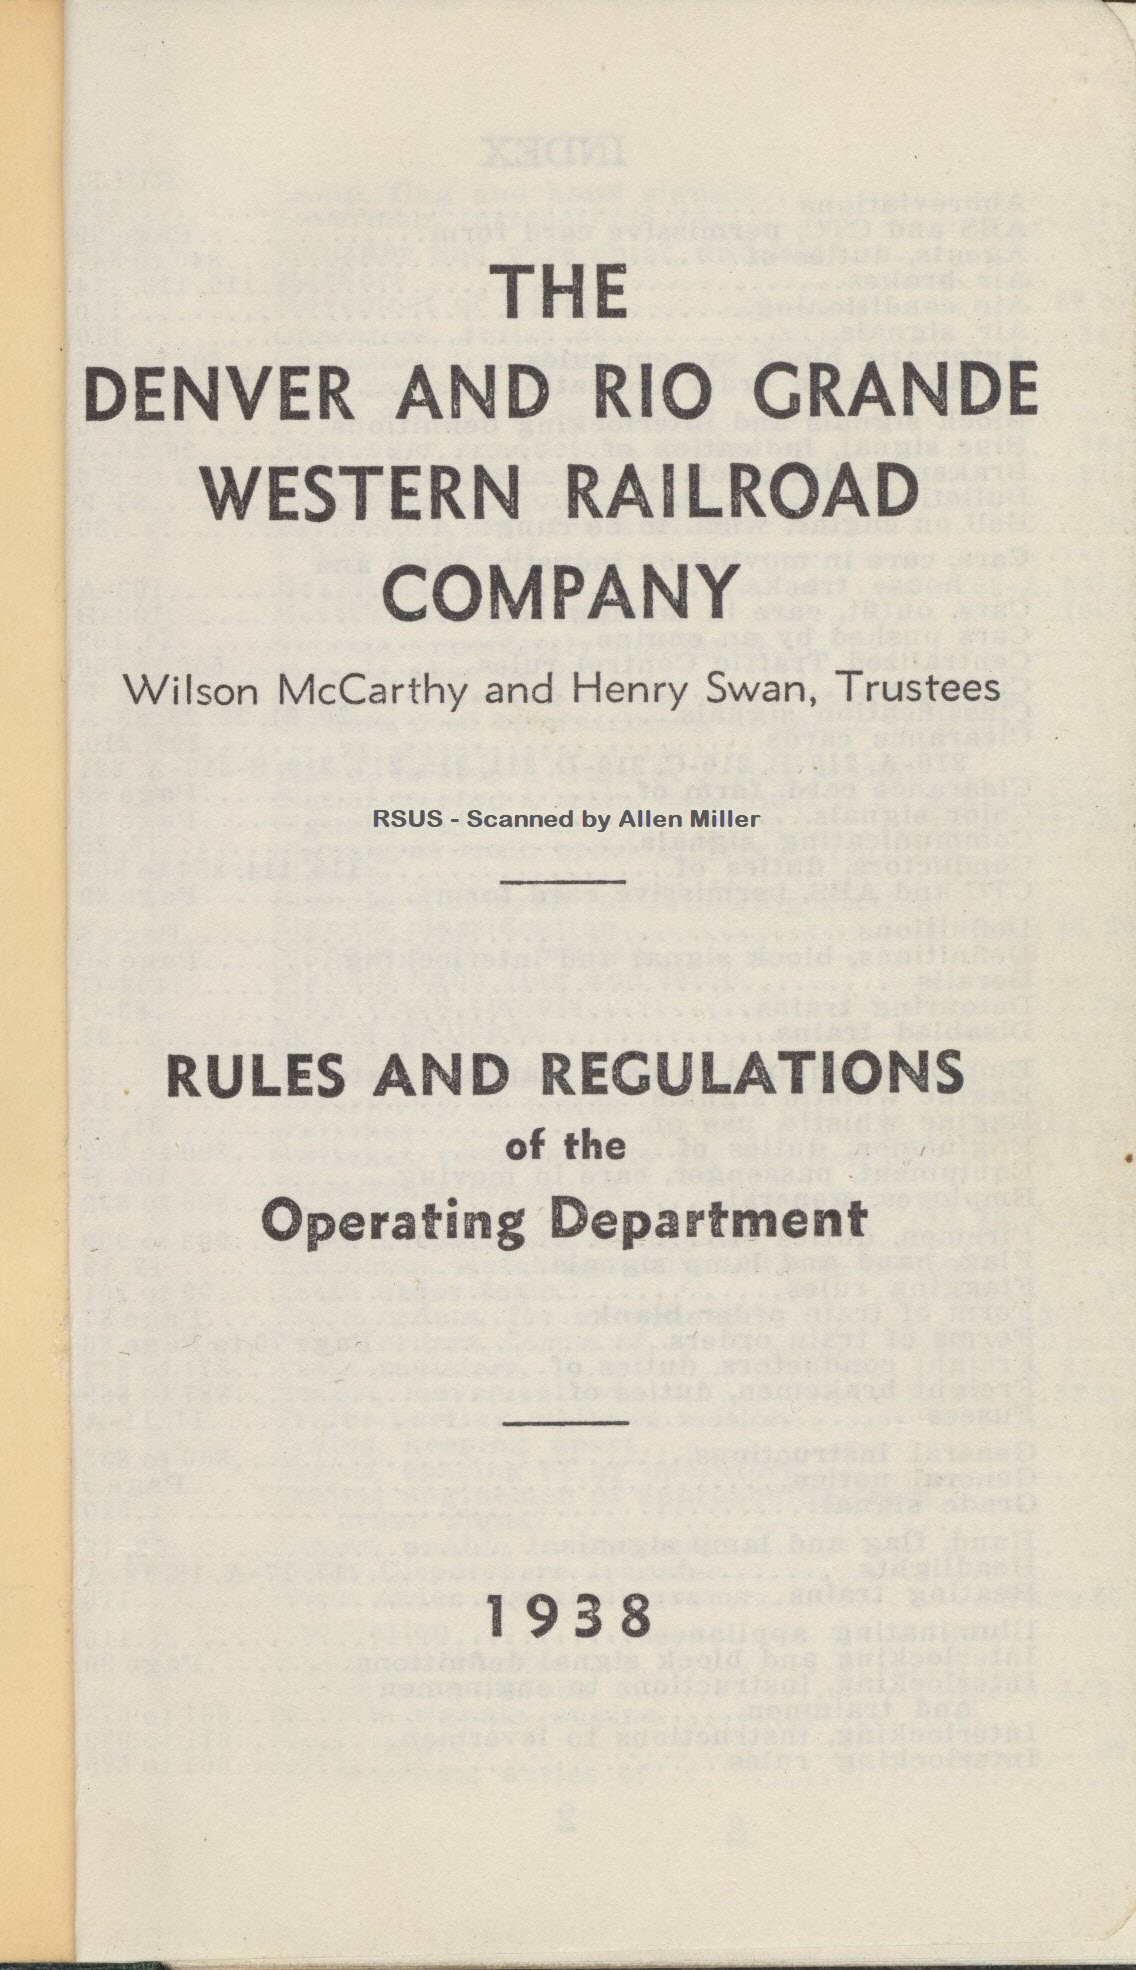 THE
DENVER AND RIO GRANDE
WESTERN RAILROAD
COMPANY
Wilson McCarthy and Henry Swan, Trustees
RSUS - Scanned by Allen Miller
RULES AND REGULATIONS
of the
Operating Department
1938